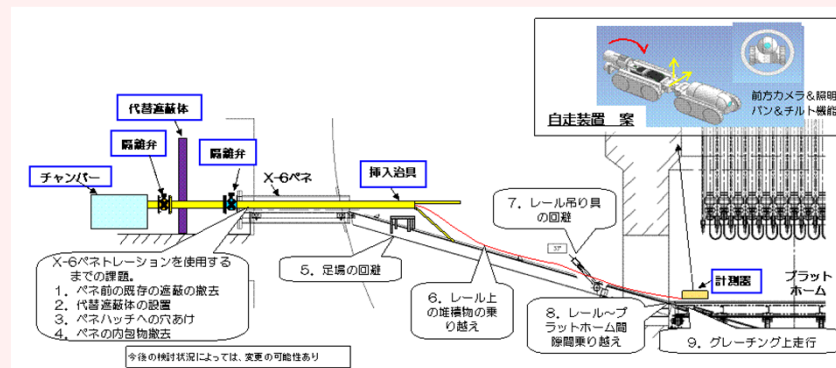 前方カメラ&照明
パン&チルト機能
自走装置 案
代替遮蔽体
隔離弁
隔離弁
チャンバー
X-6ペネ
挿入治具
7．レール吊り具
の回避
37°
計測器
プラット
ホーム
X-6ペネトレーションを使用する
までの課題。
1．ペネ前の既存の遮蔽の撤去
2．代替遮蔽体の設置
3．ペネハッチへの穴あけ
4．ペネの内包物撤去
5．足場の回避
6．レール上
の堆積物の乗
り越え
8．レール～プ
ラットホーム間
隙間乗り越え
9．グレーチング上走行
今後の検討状況によっては、変更の可能性あり